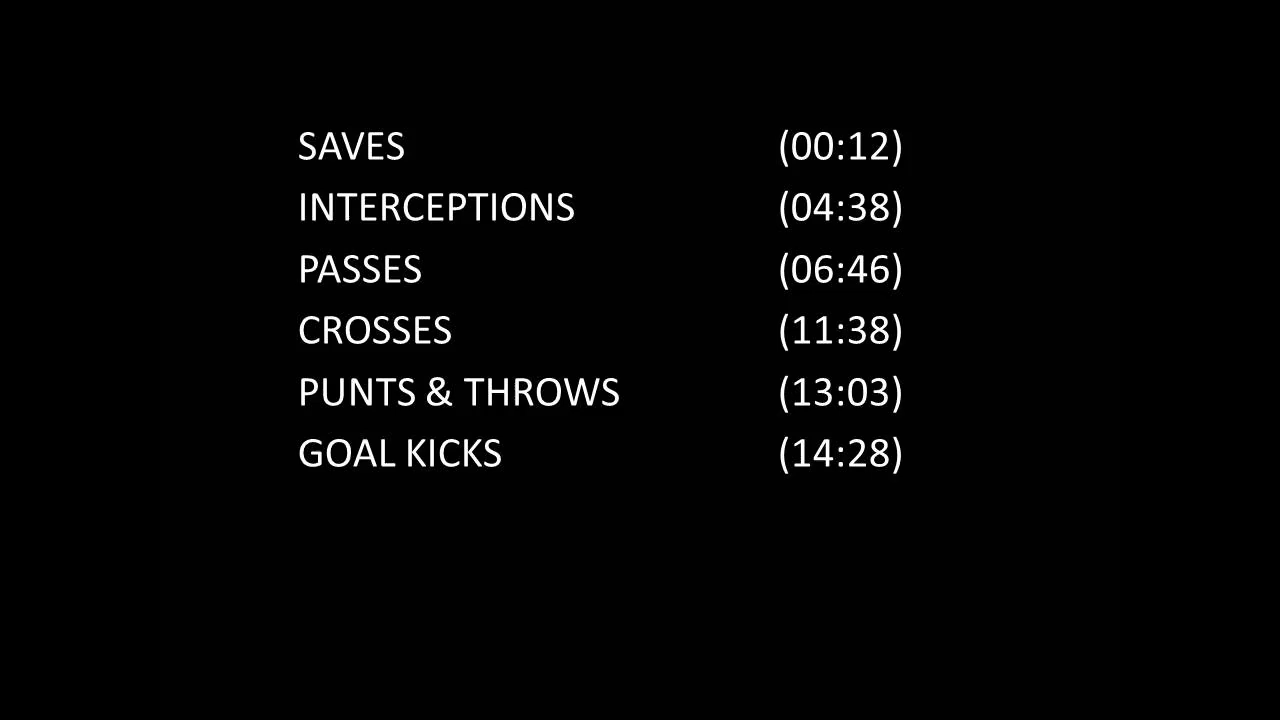 SAVES (00:12)
INTERCEPTIONS (04:38)
PASSES (06:46)
CROSSES (11:38)
PUNTS & THROWS (13:03)
GOAL KICKS (14:28)